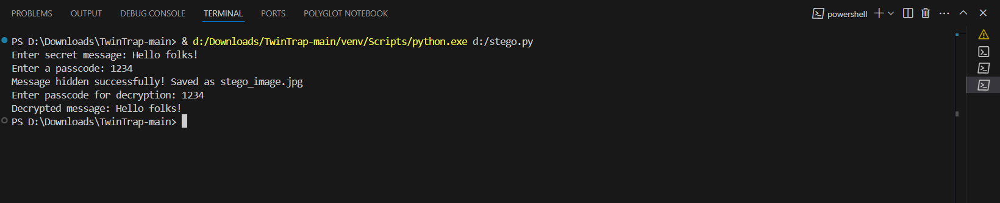 PROBLEMS OUTPUT DEBUG CONSOLE TERMINAL PORTS POLYGLOT NOTEBOOK powershell
PS D:\Downloads\TwinTrap-main> & d:/Downloads/TwinTrap-main/venv/Scripts/python.exe d:/stego.py
Enter secret message: Hello folks!
Enter a passcode: 1234
Message hidden successfully! Saved as stego_image.jpg
Enter passcode for decryption: 1234
Decrypted message: Hello folks!
PS D:\Downloads\TwinTrap-main>